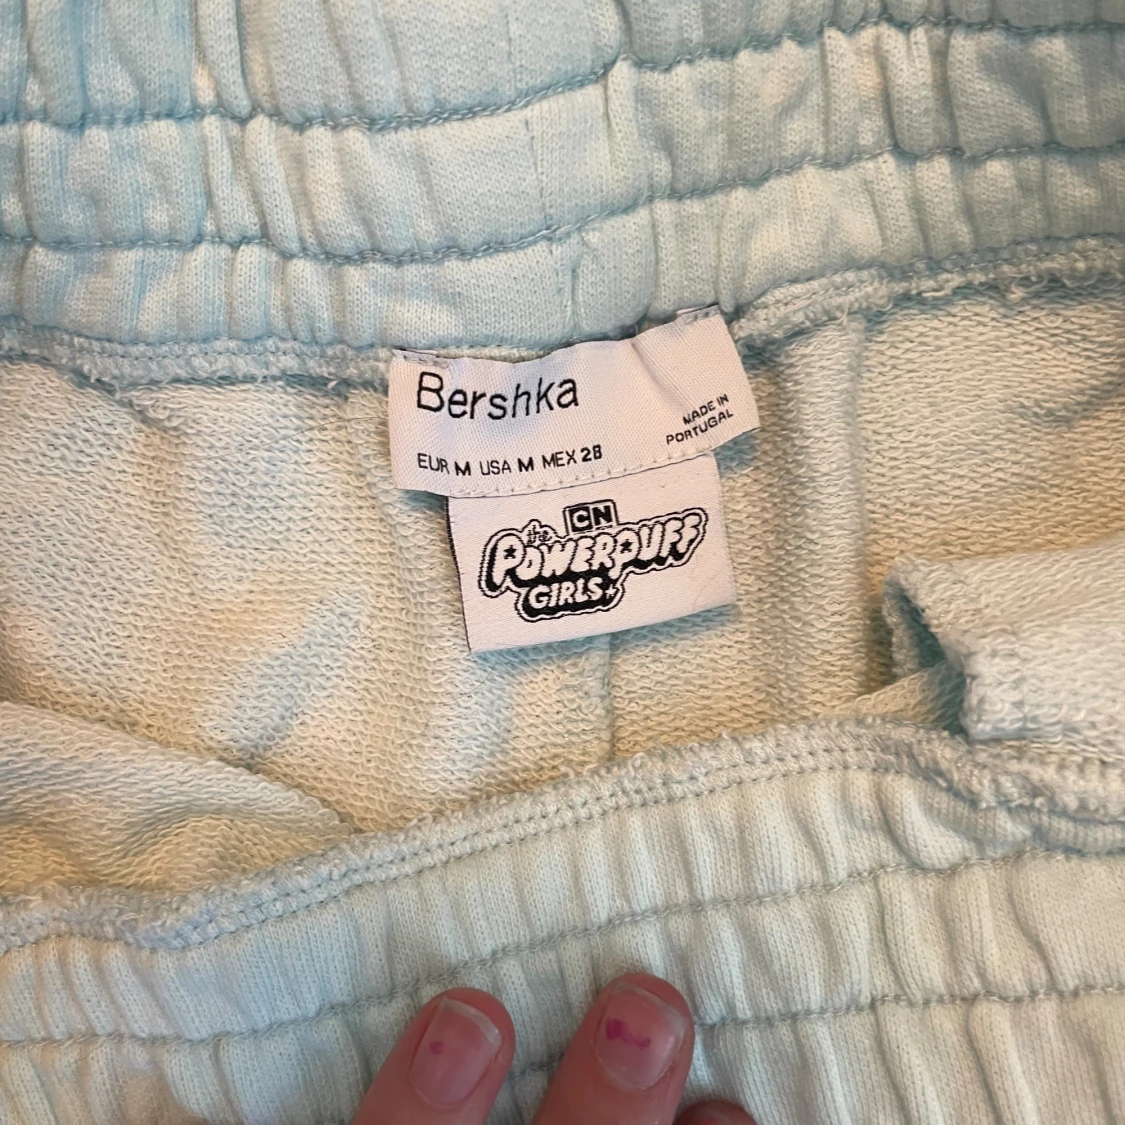 Bershka
MADE IN
PORTUGAL
EUR M USA M MEX 28
CN
the
POWERPUFF
GIRLS